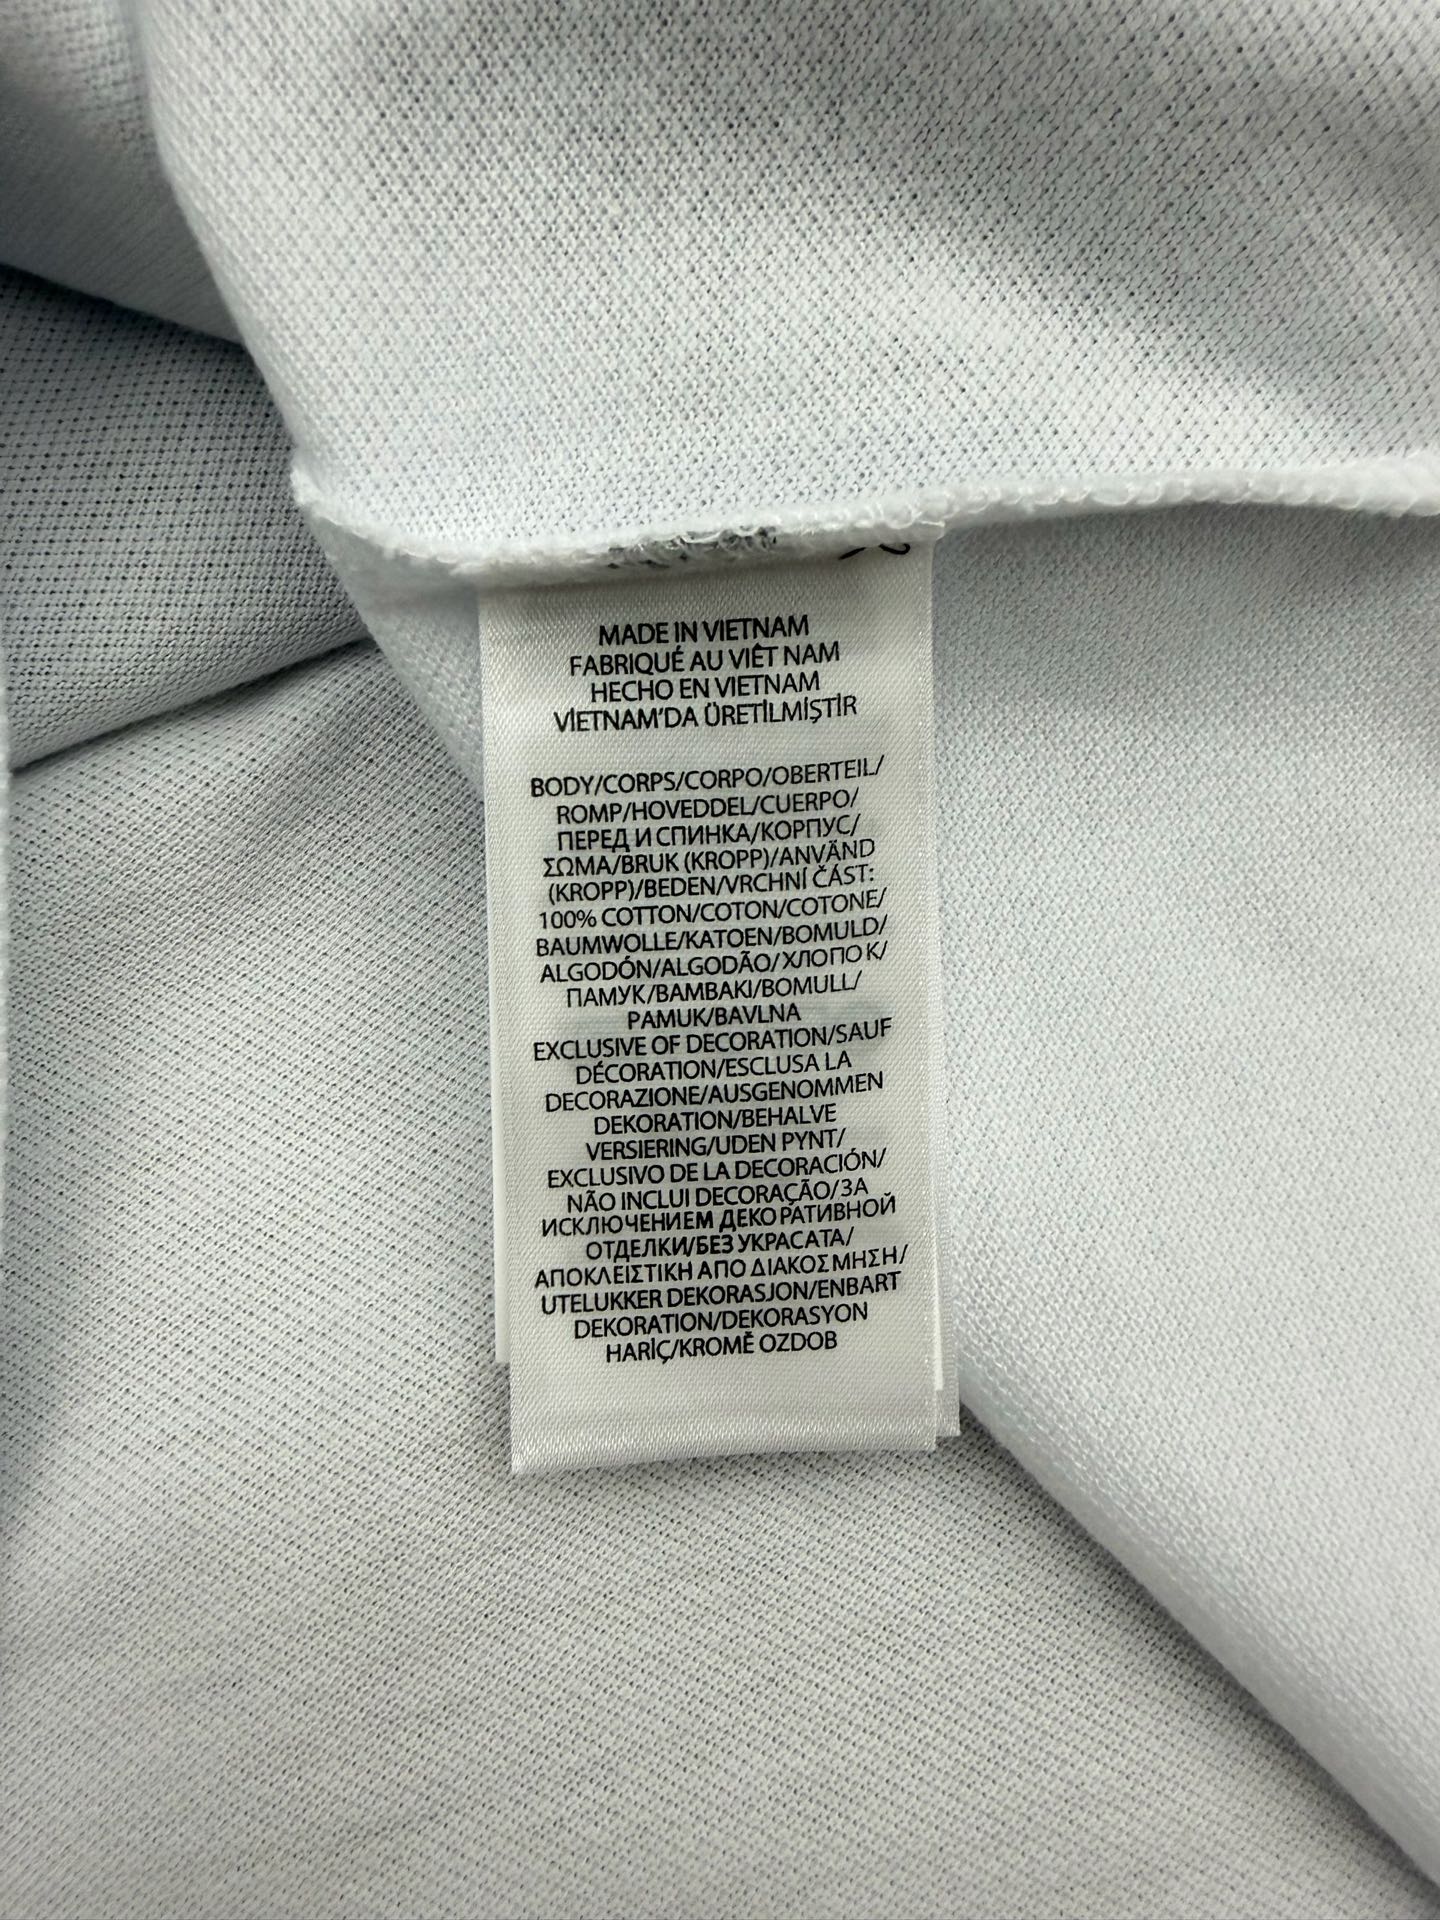 MADE IN VIETNAM
FABRIQUÉ AU VIÊT NAM
HECHO EN VIETNAM
VİETNAM'DA ÜRETİLMİŞTİR
BODY/CORPS/CORPO/OBERTEIL/
ROMP/HOVEDDEL/CUERPO/
ПЕРЕД И СПИНКА/КОРПУС/
ΣΩΜΑ/BRUK (KROPP)/ANVÄND
(KROPP)/BEDEN/VRCHNÍ ČÁST:
100% COTTON/COTON/COTONE/
BAUMWOLLE/KATOEN/BOMULD/
ALGODÓN/ALGODÃO/ХЛОПОК/
ПАМУК/BAMBAKI/BOMULL/
PAMUK/BAVLNA
EXCLUSIVE OF DECORATION/SAUF
DÉCORATION/ESCLUSA LA
DECORAZIONE/AUSGENOMMEN
DEKORATION/BEHALVE
VERSIERING/UDEN PYNT/
EXCLUSIVO DE LA DECORACIÓN/
NÃO INCLUI DECORAÇÃO/ЗА
ИСКЛЮЧЕНИЕМ ДЕКОРАТИВНОЙ
ОТДЕЛКИ/БЕЗ УКРАСАТА/
ΑΠΟΚΛΕΙΣΤΙΚΗ ΑΠΟ ΔΙΑΚΟΣΜΗΣΗ/
UTELUKKER DEKORASJON/ENBART
DEKORATION/DEKORASYON
HARİÇ/KROMĚ OZDOB